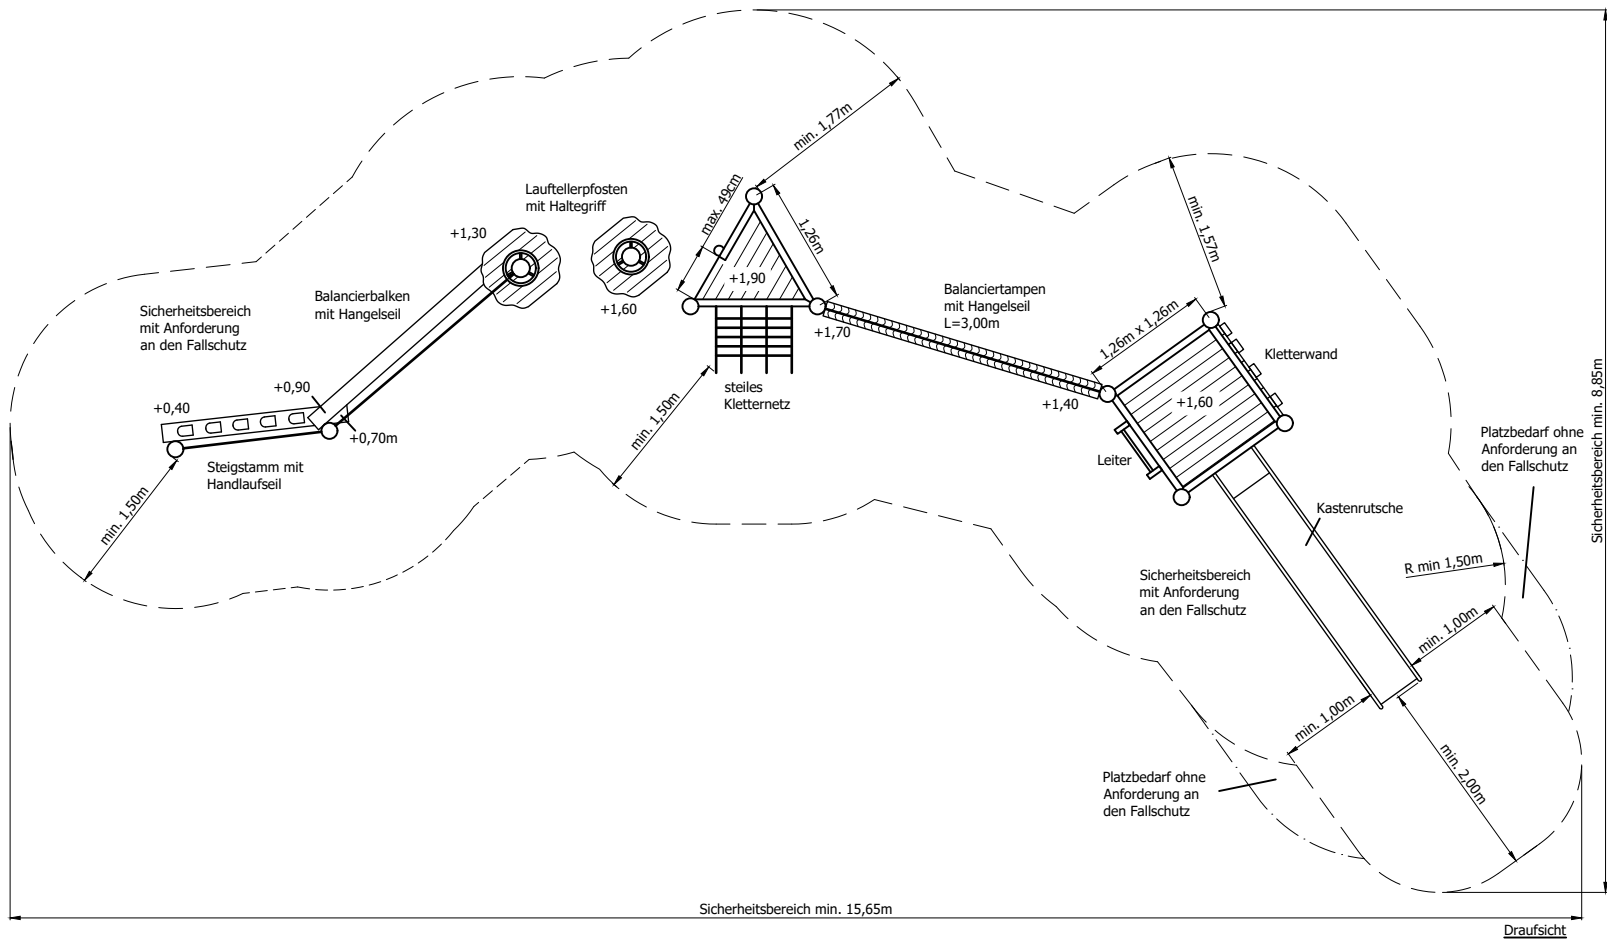 min. 1,77m
Lauftellerpfosten
mit Haltegriff
max. 49cm
1,26m
min. 1,57m
+1,30
+1,90
+1,60
Sicherheitsbereich
mit Anforderung
an den Fallschutz
Balancierbalken
mit Hangelseil
Balanciertampen
mit Hangelseil
L=3,00m
+1,70
1,26m x 1,26m
Kletterwand
+0,90
+0,40
+0,70m
steiles
Kletternetz
min. 1,50m
+1,40
+1,60
Leiter
Steigstamm mit
Handlaufseil
min. 1,50m
Platzbedarf ohne
Anforderung an
den Fallschutz
Sicherheitsbereich min. 8,85m
Kastenrutsche
R min 1,50m
Sicherheitsbereich
mit Anforderung
an den Fallschutz
min. 1,00m
min. 1,00m
min. 2,00m
Platzbedarf ohne
Anforderung an
den Fallschutz
Sicherheitsbereich min. 15,65m
Draufsicht